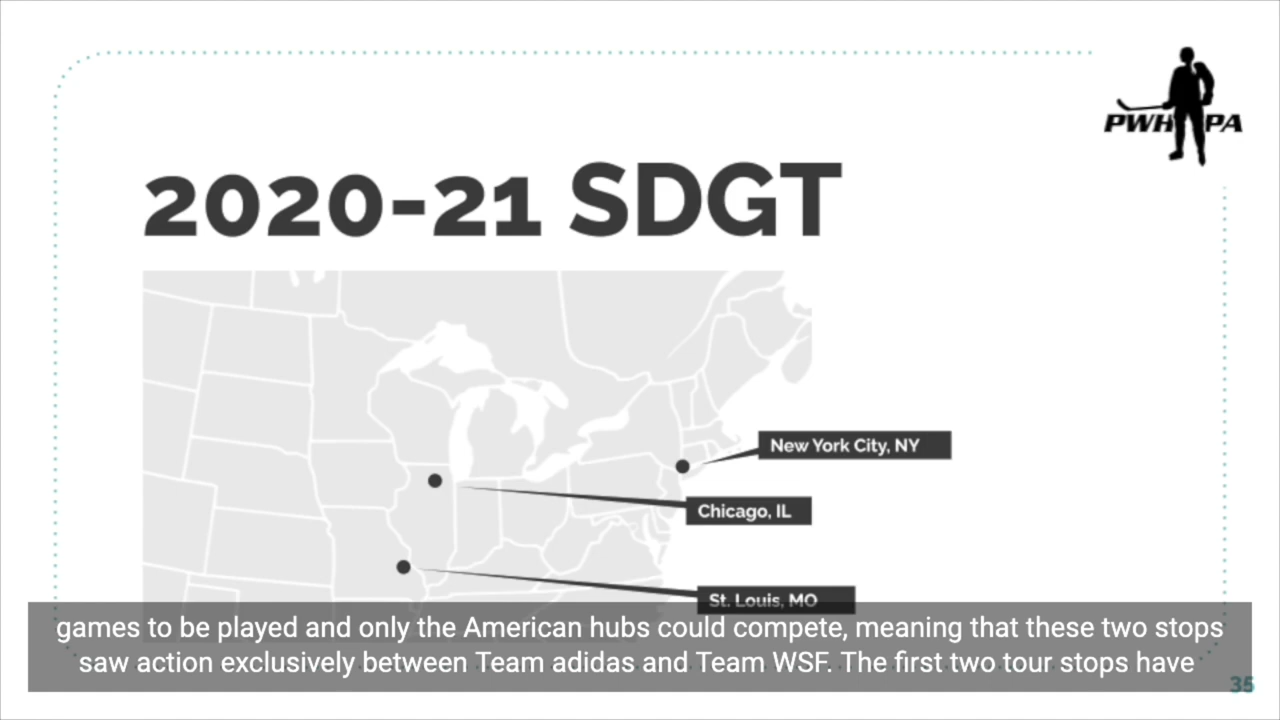 PWHPA
2020-21 SDGT
New York City, NY
Chicago, IL
St. Louis, MO
games to be played and only the American hubs could compete, meaning that these two stops
saw action exclusively between Team adidas and Team WSF. The first two tour stops have
35